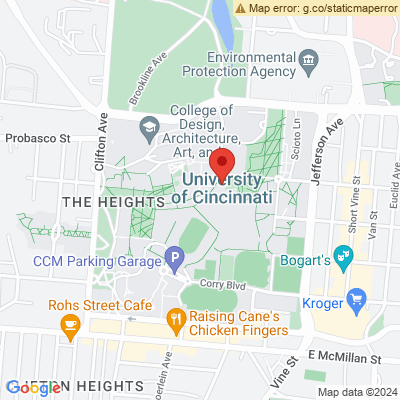 Map error: g.co/staticmaperror
Brookline Ave
Environmental
Protection Agency
Clifton Ave
College of
Design,
Architecture,
Art, and
Probasco St
Scioto Ln
Jefferson Ave
Euclid Ave
University
of Cincinnati
Short Vine St
Van St
THE HEIGHTS
CCM Parking Garage
Bogart's
Corry Blvd
Rohs Street Cafe
Raising Cane's
Chicken Fingers
Kroger
E McMillan St
Vine St
Google
CLIFTON HEIGHTS
Map data ©2024